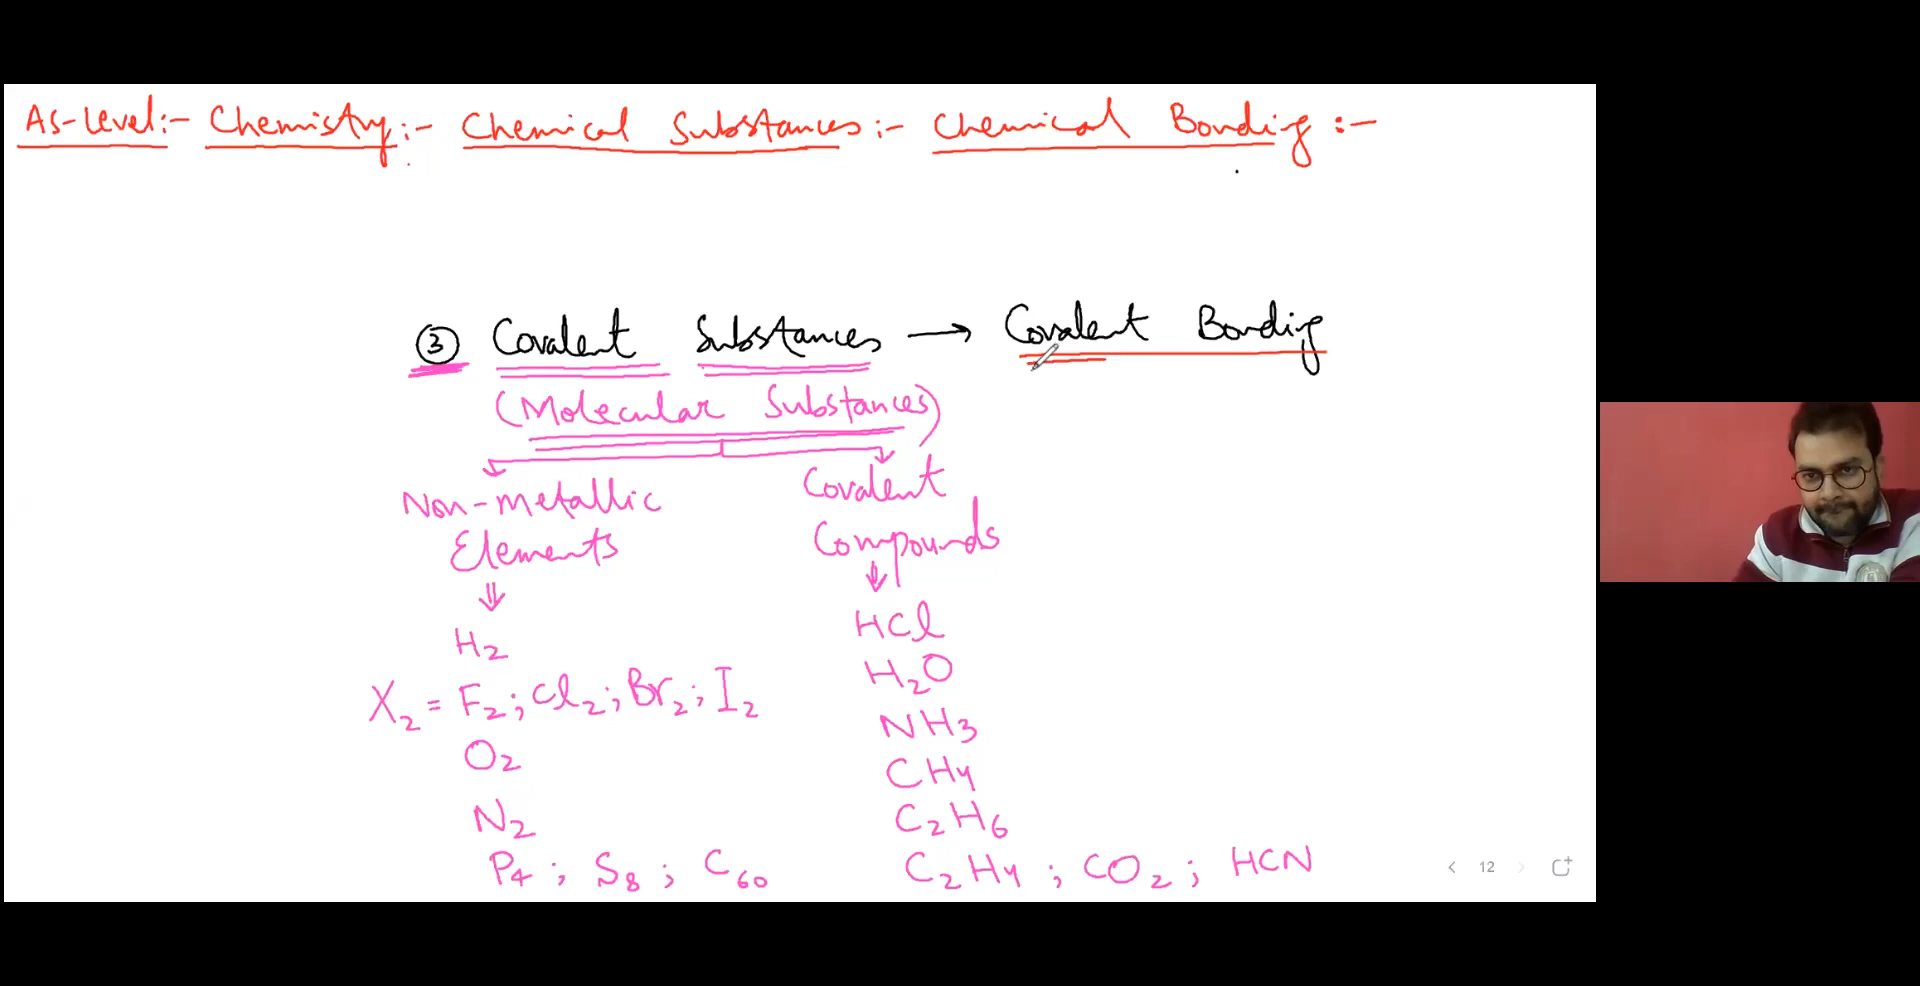 As-Level:- Chemistry:- Chemical Substances:- Chemical Bonding:-
③ Covalent Substances → Covalent Bonding
(Molecular Substances)
Non-metallic
Elements
⇓
H₂
X₂ = F₂; Cl₂; Br₂; I₂
O₂
N₂
P₄ ; S₈ ; C₆₀
Covalent
Compounds
⇓
HCl
H₂O
NH₃
CH₄
C₂H₆
C₂H₄ ; CO₂ ; HCN
< 12 >